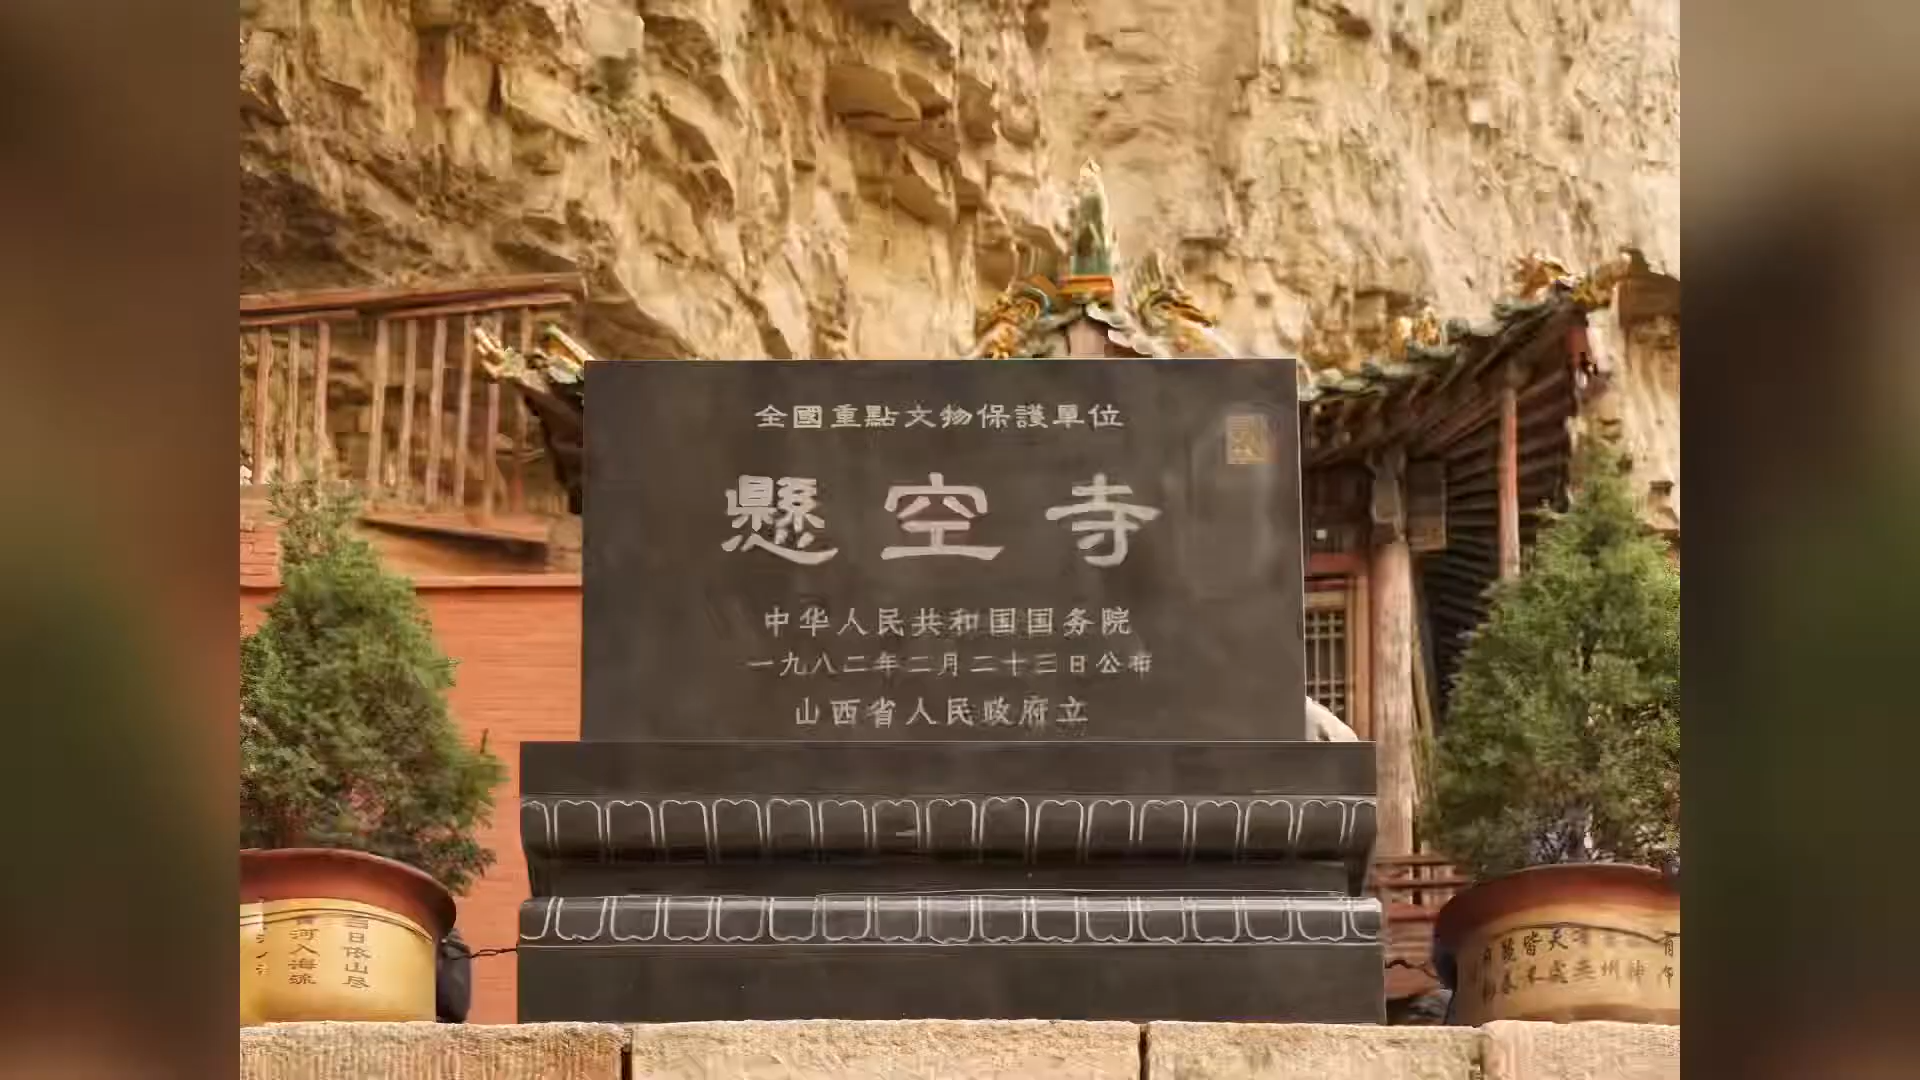 全國重點文物保護單位
懸空寺
中华人民共和国国务院
一九八二年二月二十三日公布
山西省人民政府立
白日依山尽
黄河入海流